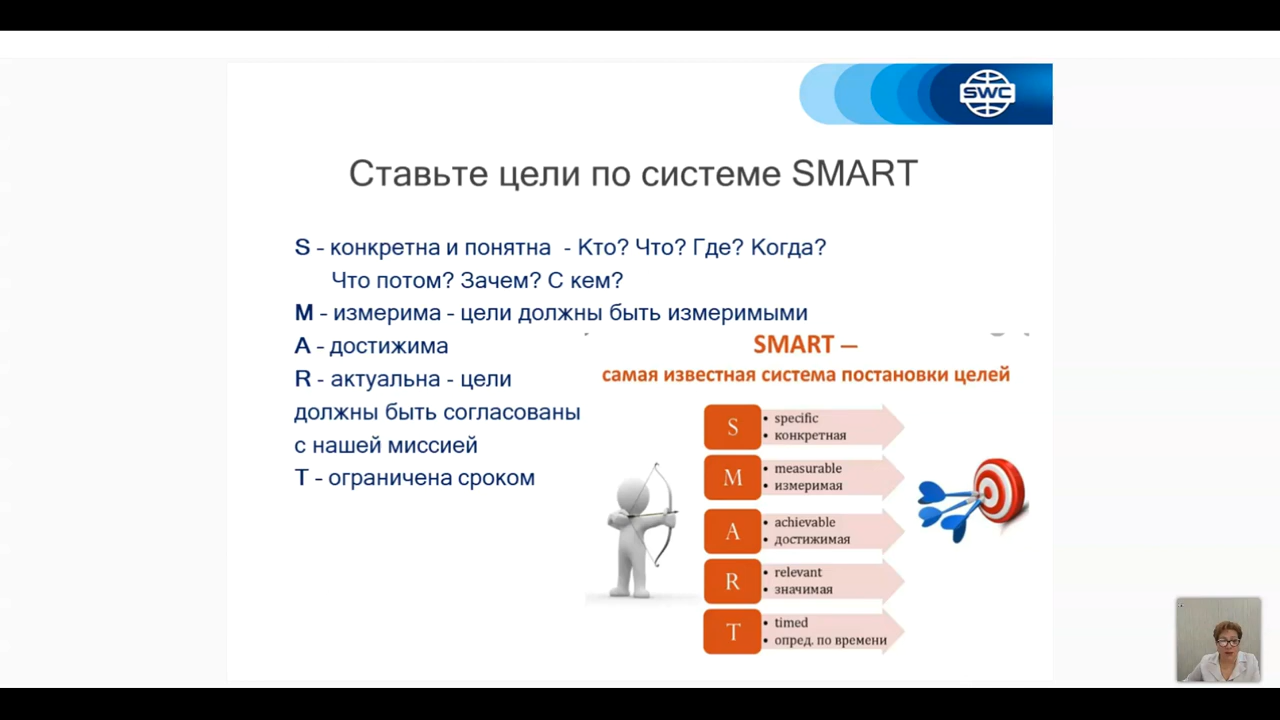 SWC
Ставьте цели по системе SMART
S - конкретна и понятна - Кто? Что? Где? Когда?
Что потом? Зачем? С кем?
M - измерима - цели должны быть измеримыми
A - достижима
R - актуальна - цели
должны быть согласованы
с нашей миссией
T - ограничена сроком
SMART —
самая известная система постановки целей
S
• specific
• конкретная
M
• measurable
• измеримая
A
• achievable
• достижимая
R
• relevant
• значимая
T
• timed
• опред. по времени